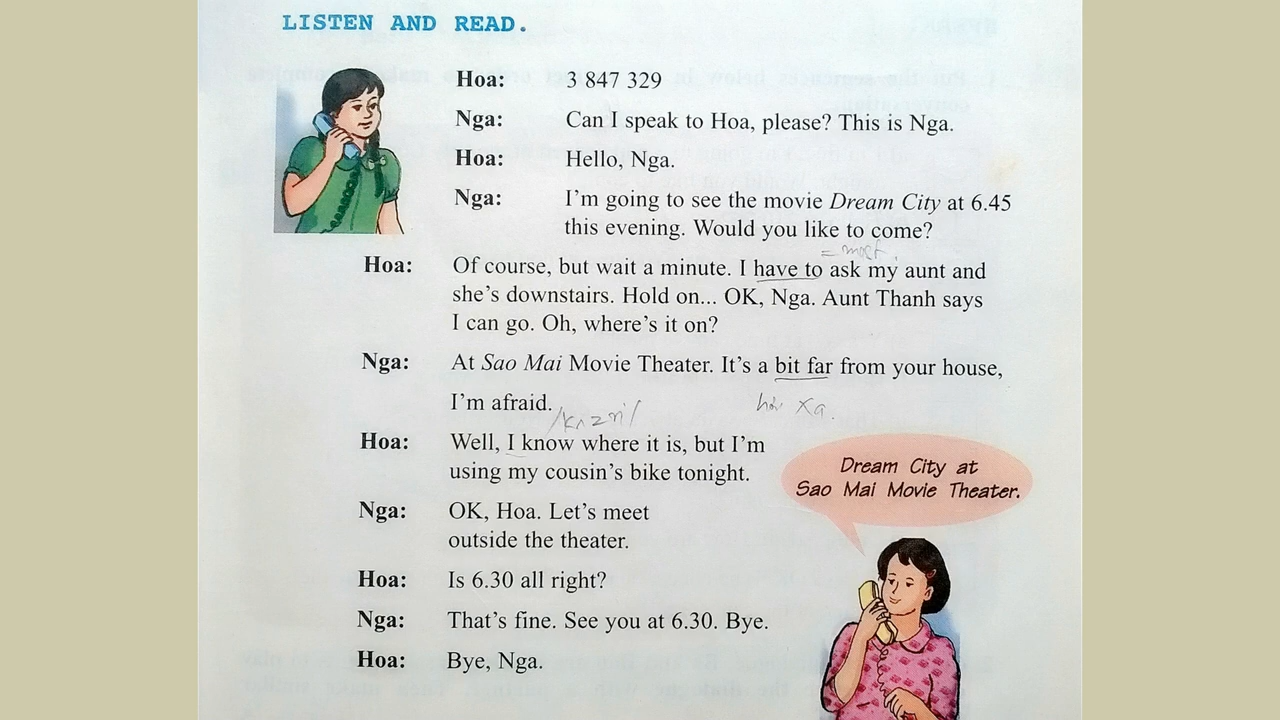 LISTEN AND READ.
Hoa: 3 847 329
Nga: Can I speak to Hoa, please? This is Nga.
Hoa: Hello, Nga.
Nga: I'm going to see the movie Dream City at 6.45
this evening. Would you like to come?
= most.
Hoa: Of course, but wait a minute. I have to ask my aunt and
she's downstairs. Hold on... OK, Nga. Aunt Thanh says
I can go. Oh, where's it on?
Nga: At Sao Mai Movie Theater. It's a bit far from your house,
I'm afraid.
hơi xa.
Hoa: Well, I know where it is, but I'm
using my cousin's bike tonight.
Dream City at
Sao Mai Movie Theater.
Nga: OK, Hoa. Let's meet
outside the theater.
Hoa: Is 6.30 all right?
Nga: That's fine. See you at 6.30. Bye.
Hoa: Bye, Nga.